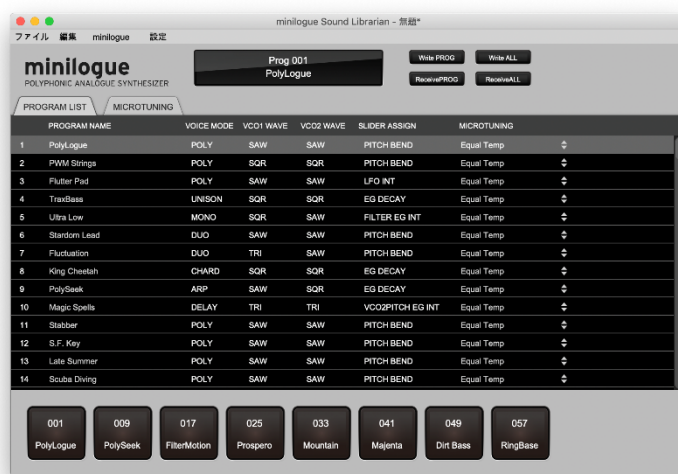 minilogue Sound Librarian - 無題*
ファイル 編集 minilogue 設定
minilogue
POLYPHONIC ANALOGUE SYNTHESIZER
Prog 001
PolyLogue
Write PROG Write ALL
ReceivePROG ReceiveALL
PROGRAM LIST MICROTUNING
PROGRAM NAME VOICE MODE VCO1 WAVE VCO2 WAVE SLIDER ASSIGN MICROTUNING
1 PolyLogue POLY SAW SAW PITCH BEND Equal Temp
2 PWM Strings POLY SQR SQR PITCH BEND Equal Temp
3 Flutter Pad POLY SAW SAW LFO INT Equal Temp
4 TraxBass UNISON SQR SQR EG DECAY Equal Temp
5 Ultra Low MONO SQR SAW FILTER EG INT Equal Temp
6 Stardom Lead DUO SAW SAW PITCH BEND Equal Temp
7 Fluctuation DUO TRI SAW PITCH BEND Equal Temp
8 King Cheetah CHARD SQR SQR EG DECAY Equal Temp
9 PolySeek ARP SAW SQR EG DECAY Equal Temp
10 Magic Spells DELAY TRI TRI VCO2PITCH EG INT Equal Temp
11 Stabber POLY SAW SAW PITCH BEND Equal Temp
12 S.F. Key POLY SAW SAW PITCH BEND Equal Temp
13 Late Summer POLY SAW SAW PITCH BEND Equal Temp
14 Scuba Diving POLY SAW SAW PITCH BEND Equal Temp
001 009 017 025 033 041 049 057
PolyLogue PolySeek FilterMotion Prospero Mountain Majenta Dirt Bass RingBase